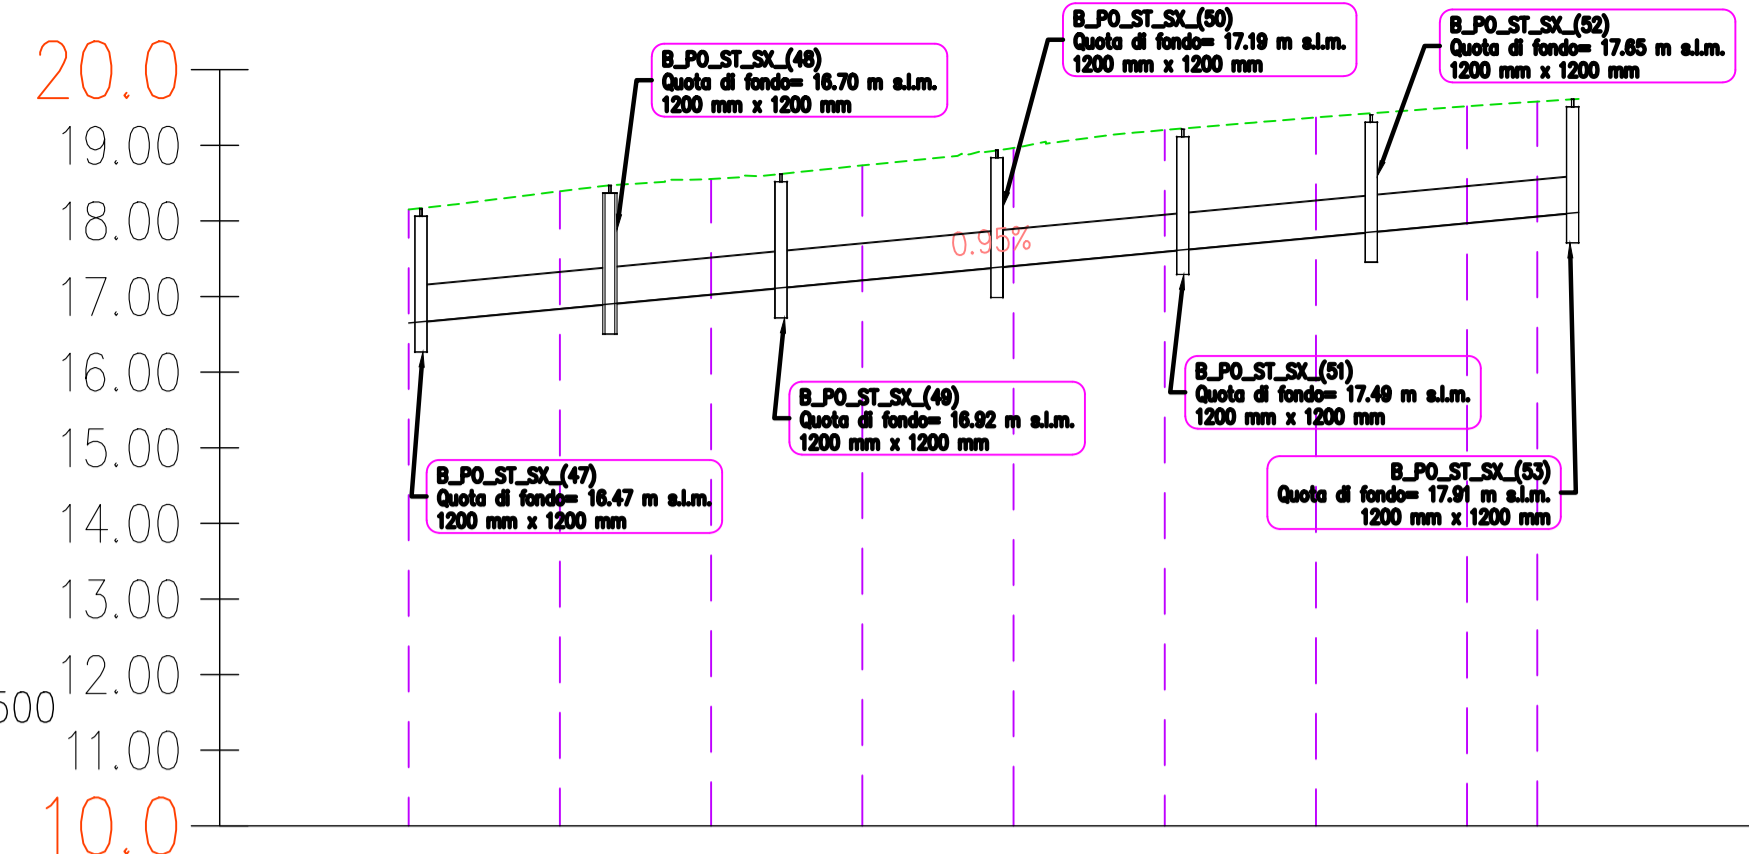 20.0
19.00
18.00
17.00
16.00
15.00
14.00
13.00
12.00
11.00
10.0
500
B_PO_ST_SX_(48)
Quota di fondo= 16.70 m s.l.m.
1200 mm x 1200 mm
B_PO_ST_SX_(50)
Quota di fondo= 17.19 m s.l.m.
1200 mm x 1200 mm
B_PO_ST_SX_(52)
Quota di fondo= 17.65 m s.l.m.
1200 mm x 1200 mm
0.95%
B_PO_ST_SX_(47)
Quota di fondo= 16.47 m s.l.m.
1200 mm x 1200 mm
B_PO_ST_SX_(49)
Quota di fondo= 16.92 m s.l.m.
1200 mm x 1200 mm
B_PO_ST_SX_(51)
Quota di fondo= 17.49 m s.l.m.
1200 mm x 1200 mm
B_PO_ST_SX_(53)
Quota di fondo= 17.91 m s.l.m.
1200 mm x 1200 mm